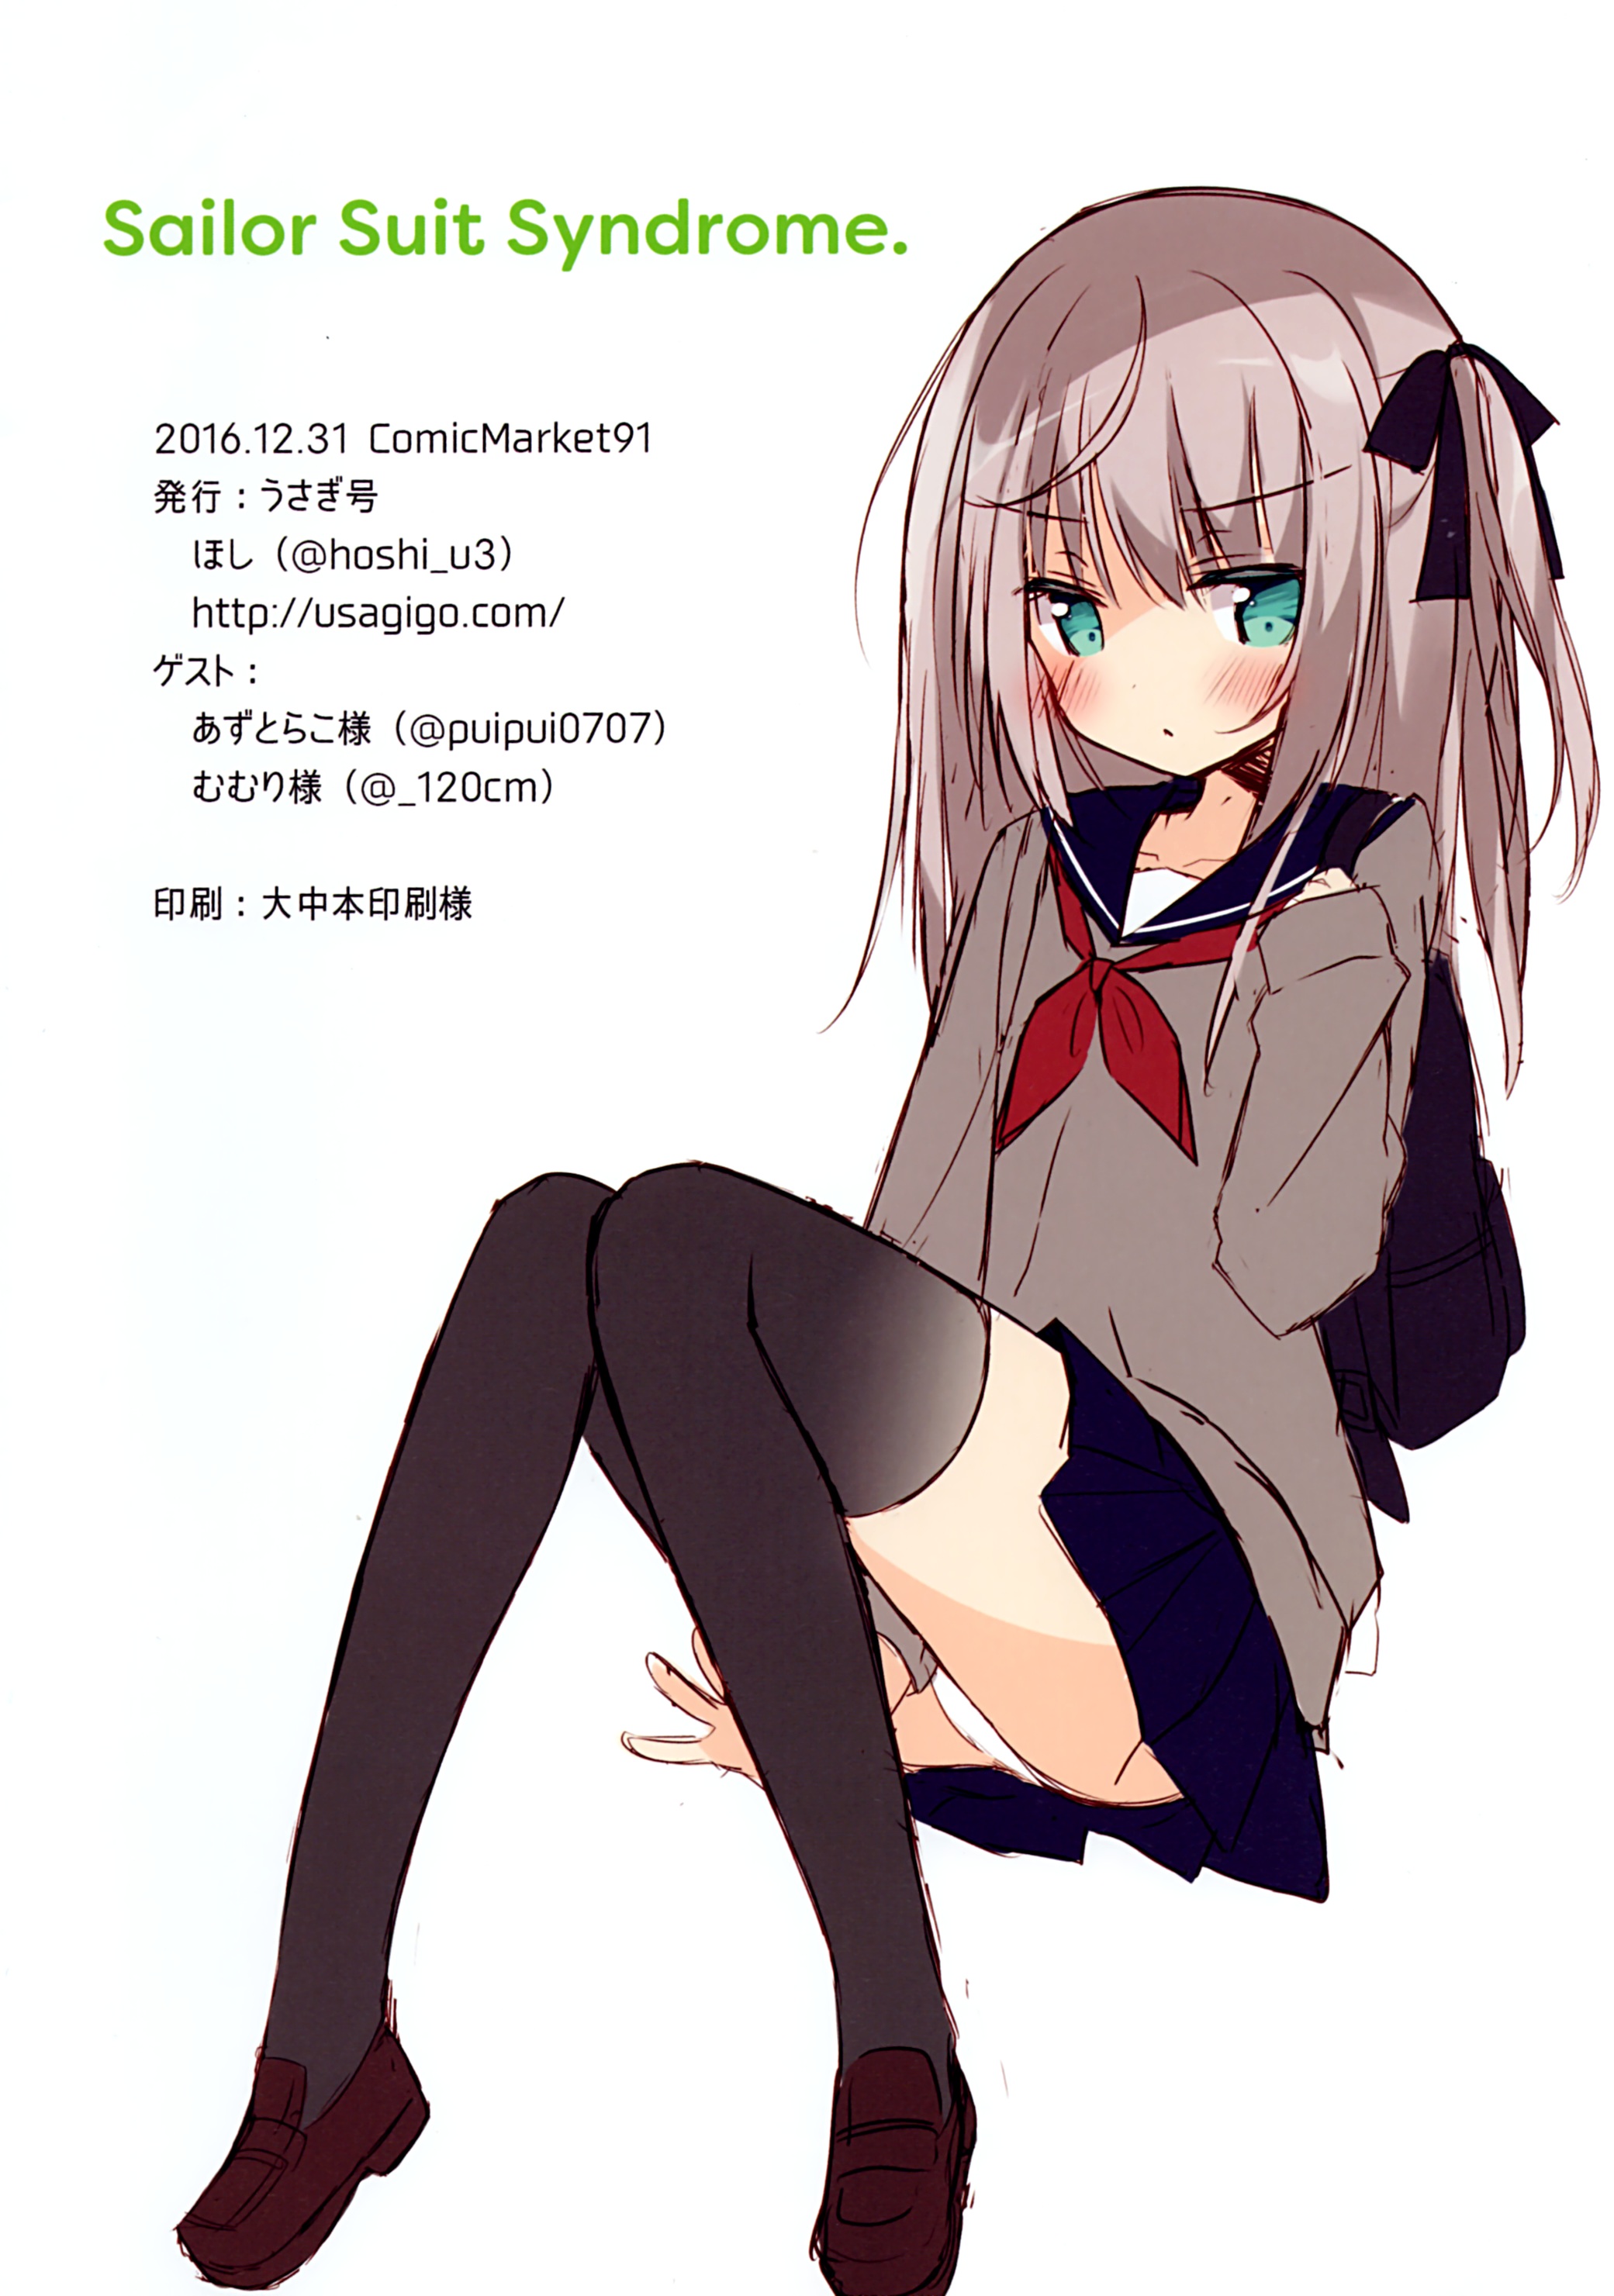 Sailor Suit Syndrome.
2016.12.31 ComicMarket91
発行：うさぎ号
ほし（@hoshi_u3）
http://usagigo.com/
ゲスト：
あずとらこ様（@puipui0707）
むむり様（@_120cm）
印刷：大中本印刷様